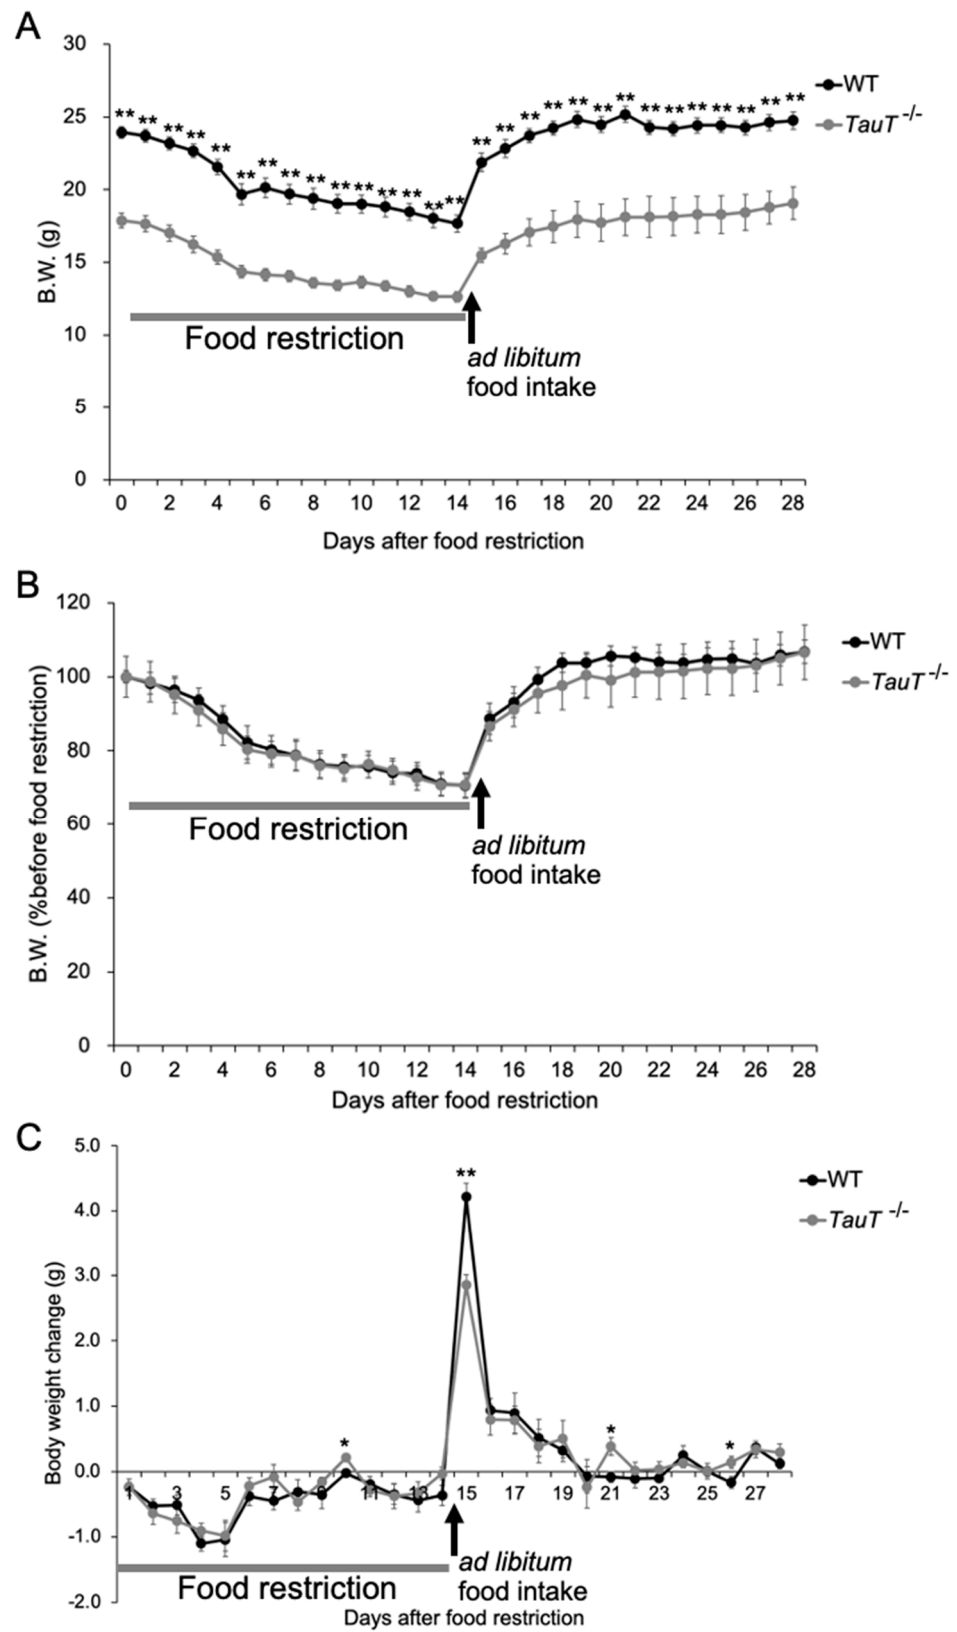 A
30
25
20
15
10
5
0
B.W. (g)
** ** ** ** ** ** ** ** ** ** ** ** ** ** ** ** ** ** ** ** ** ** ** ** ** ** ** ** **
WT
TauT -/-
Food restriction
ad libitum
food intake
0 2 4 6 8 10 12 14 16 18 20 22 24 26 28
Days after food restriction
B
120
100
80
60
40
20
0
B.W. (%before food restriction)
WT
TauT -/-
Food restriction
ad libitum
food intake
0 2 4 6 8 10 12 14 16 18 20 22 24 26 28
Days after food restriction
C
5.0
4.0
3.0
2.0
1.0
0.0
-1.0
-2.0
Body weight change (g)
**
WT
TauT -/-
* * *
1 3 5 7 9 11 13 15 17 19 21 23 25 27
Food restriction
ad libitum
food intake
Days after food restriction